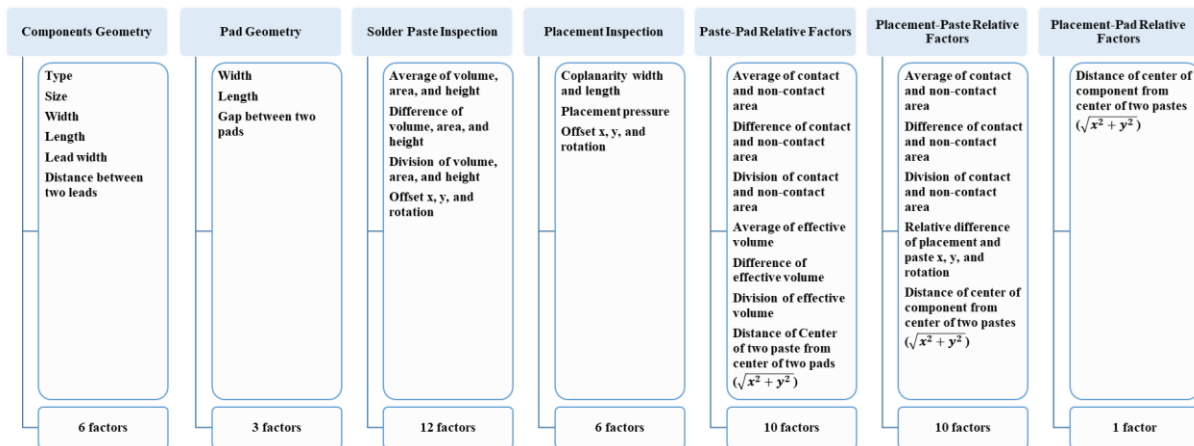 Components Geometry
Type
Size
Width
Length
Lead width
Distance between
two leads
6 factors
Pad Geometry
Width
Length
Gap between two
pads
3 factors
Solder Paste Inspection
Average of volume,
area, and height
Difference of
volume, area, and
height
Division of volume,
area, and height
Offset x, y, and
rotation
12 factors
Placement Inspection
Coplanarity width
and length
Placement pressure
Offset x, y, and
rotation
6 factors
Paste-Pad Relative Factors
Average of contact
and non-contact
area
Difference of contact
and non-contact
area
Division of contact
and non-contact
area
Average of effective
volume
Difference of
effective volume
Division of effective
volume
Distance of Center
of two paste from
center of two pads
(√x² + y²)
10 factors
Placement-Paste Relative
Factors
Average of contact
and non-contact
area
Difference of contact
and non-contact
area
Division of contact
and non-contact
area
Relative difference
of placement and
paste x, y, and
rotation
Distance of center of
component from
center of two pastes
(√x² + y²)
10 factors
Placement-Pad Relative
Factors
Distance of center of
component from
center of two pastes
(√x² + y²)
1 factor